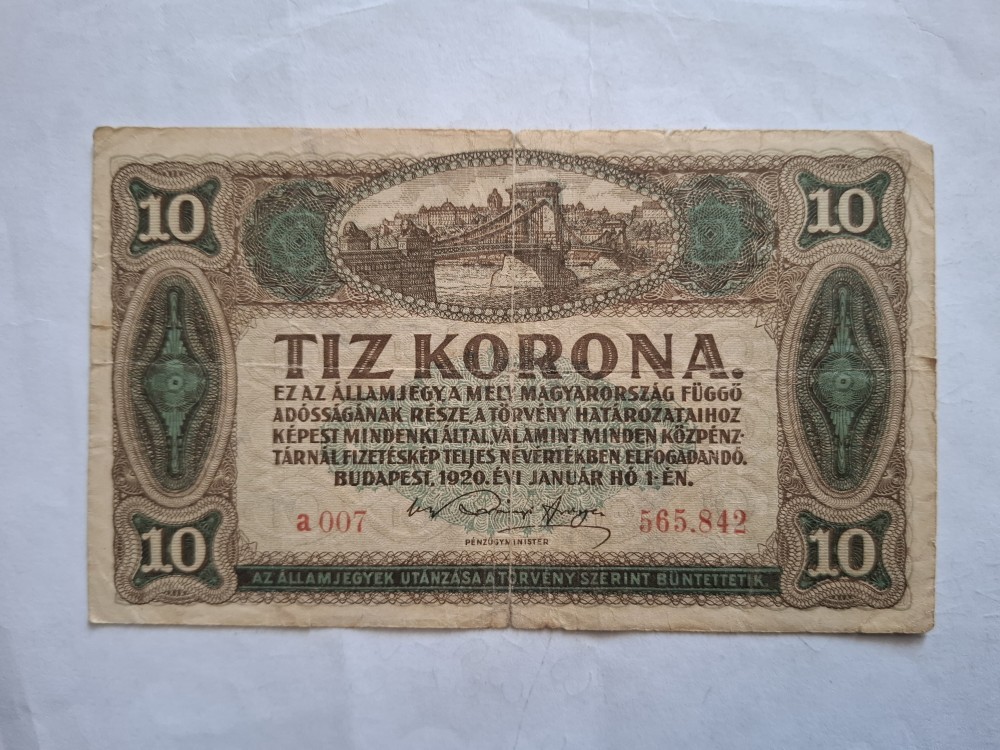 10 10
TIZ KORONA.
EZ AZ ÁLLAMJEGY, A MELY MAGYARORSZÁG FÜGGŐ
ADÓSSÁGÁNAK RÉSZE, A TÖRVÉNY HATÁROZATAIHOZ
KÉPEST MINDENKI ÁLTAL, VALAMINT MINDEN KÖZPÉNZ-
TÁRNÁL FIZETÉSKÉP TELJES NÉVÉRTÉKBEN ELFOGADANDÓ.
BUDAPEST, 1920. ÉVI JANUÁR HÓ 1-ÉN.
a 007 565.842
PÉNZÜGYMINISTER
10 10
AZ ÁLLAMJEGYEK UTÁNZÁSA A TÖRVÉNY SZERINT BÜNTETTETIK.